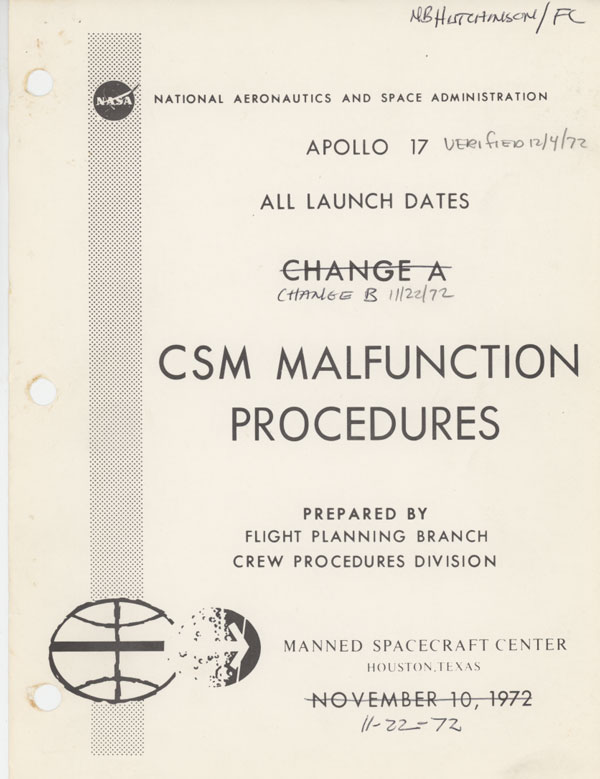 NBHUTCHINSON/FC
NASA
NATIONAL AERONAUTICS AND SPACE ADMINISTRATION
APOLLO 17 VERIFIED 12/4/72
ALL LAUNCH DATES
CHANGE A
CHANGE B 11/22/72
CSM MALFUNCTION
PROCEDURES
PREPARED BY
FLIGHT PLANNING BRANCH
CREW PROCEDURES DIVISION
MANNED SPACECRAFT CENTER
HOUSTON, TEXAS
NOVEMBER 10, 1972
11-22-72